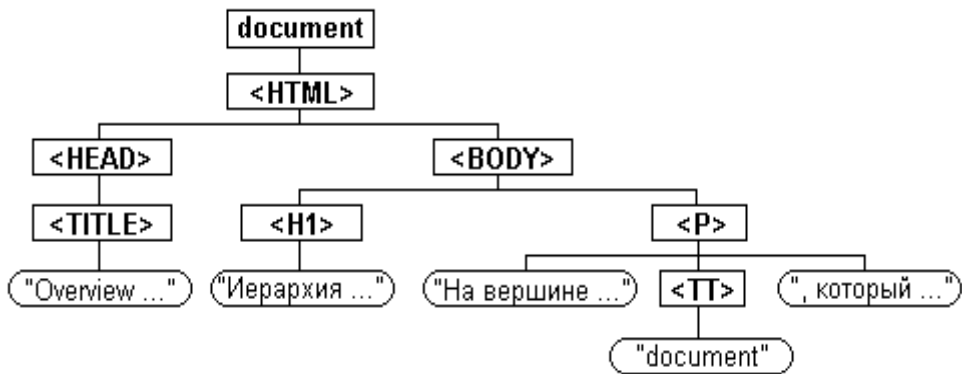 document
<HTML>
<HEAD> <BODY>
<TITLE> <H1> <P>
"Overview ..." "Иерархия ..." "На вершине ..." <TT> ", который ..."
"document"